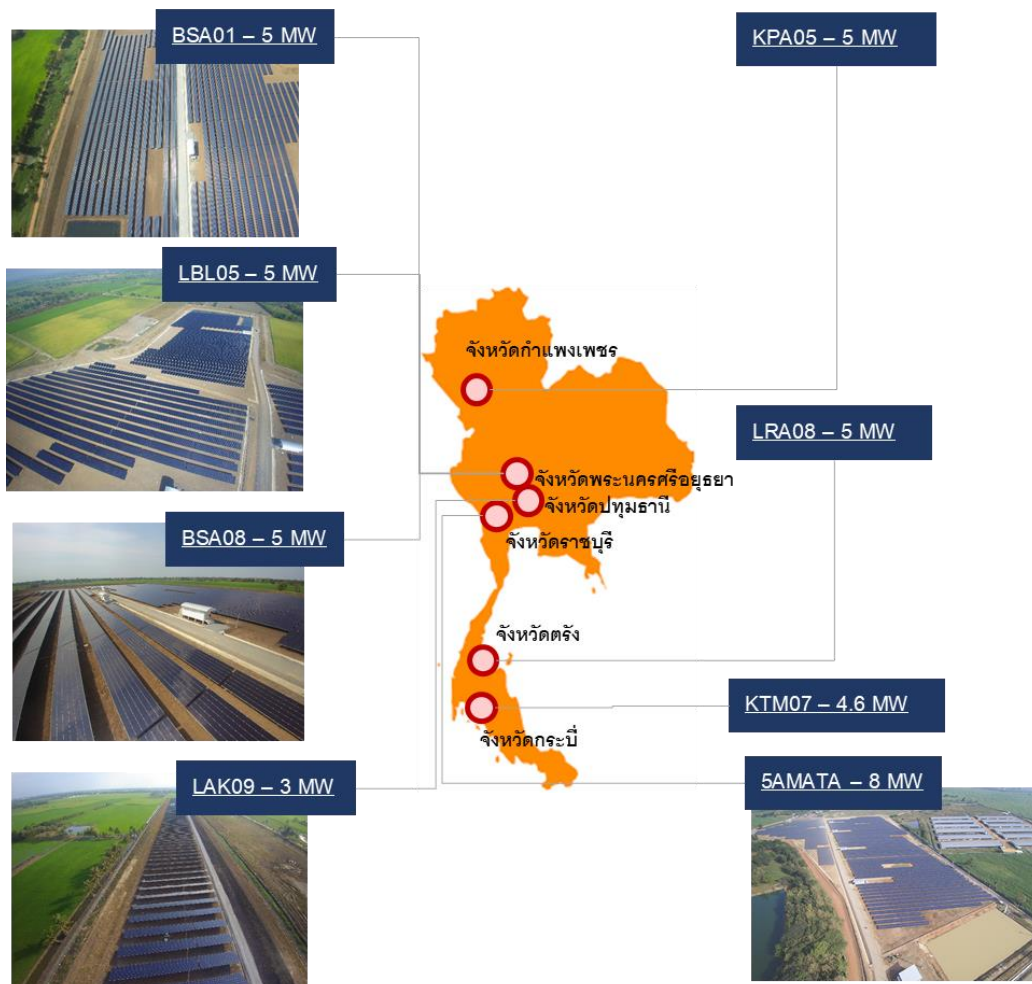 BSA01 – 5 MW
KPA05 – 5 MW
LBL05 – 5 MW
จังหวัดกำแพงเพชร
LRA08 – 5 MW
จังหวัดพระนครศรีอยุธยา
จังหวัดปทุมธานี
BSA08 – 5 MW
จังหวัดราชบุรี
จังหวัดตรัง
KTM07 – 4.6 MW
จังหวัดกระบี่
LAK09 – 3 MW
5AMATA – 8 MW